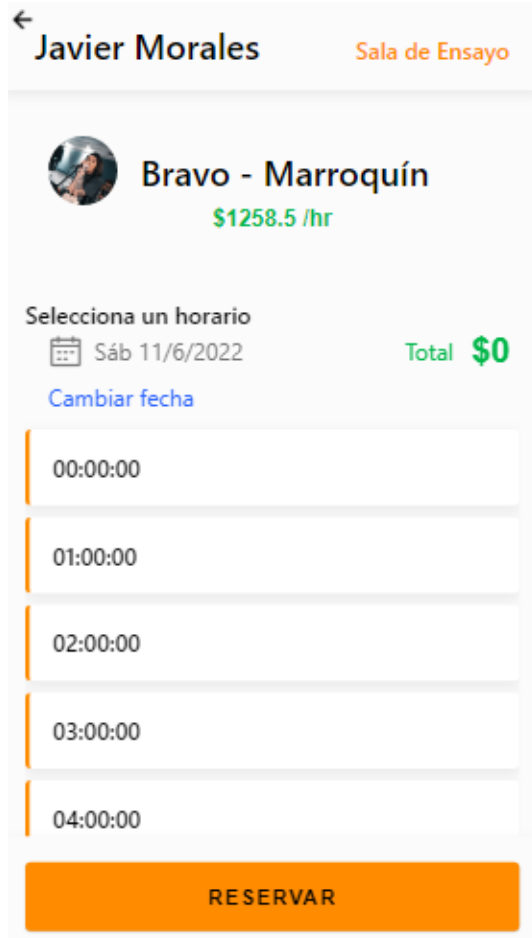 Javier Morales
Sala de Ensayo
Bravo - Marroquín
$1258.5 /hr
Selecciona un horario
Sáb 11/6/2022
Total $0
Cambiar fecha
00:00:00
01:00:00
02:00:00
03:00:00
04:00:00
RESERVAR